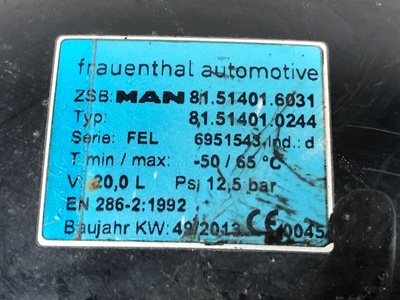 frauenthal automotive
ZSB: MAN 81.51401.6031
Typ: 81.51401.0244
Serie: FEL 6951543 Ind.: d
T min / max: -50 / 65 °C
V: 20,0 L Ps: 12,5 bar
EN 286-2:1992
Baujahr KW: 49/2013 CE 0045